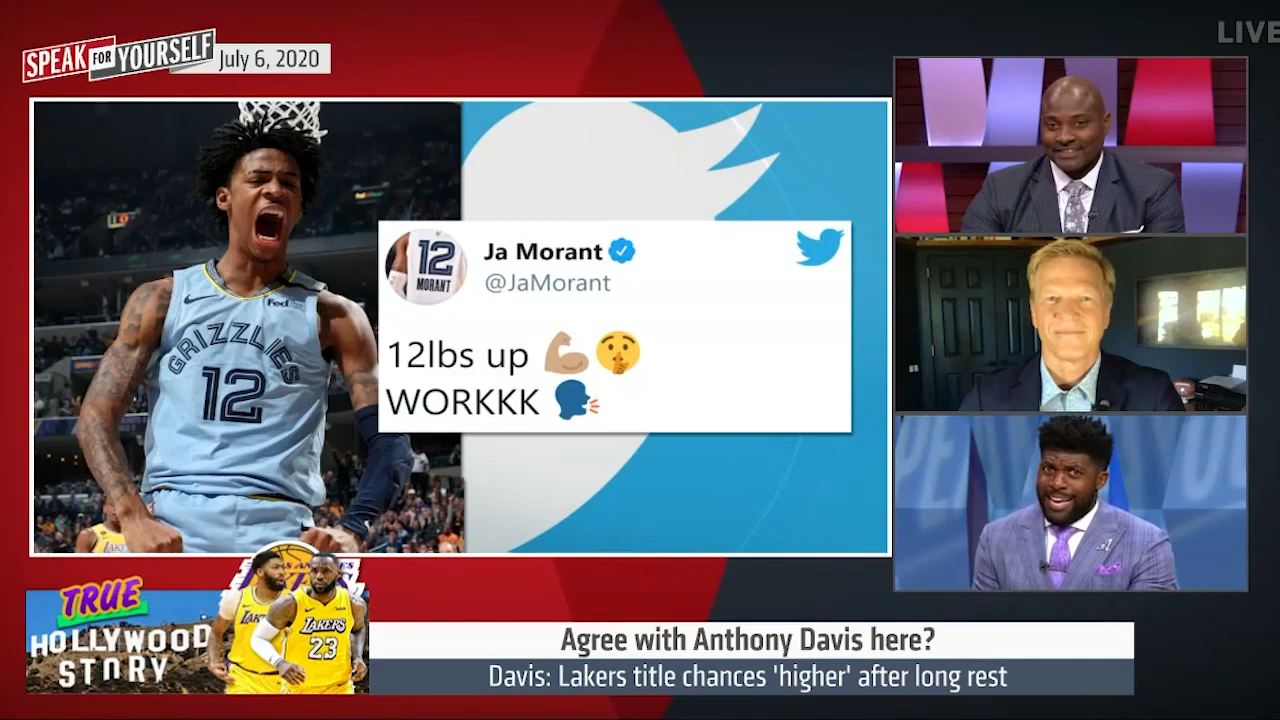 LIVE
SPEAK FOR YOURSELF
July 6, 2020
FedEx
GRIZZLIES
12
12
MORANT
Ja Morant
@JaMorant
12lbs up 💪🏽🤫
WORKKK 🗣
TRUE
HOLLYWOOD
STORY
LAKERS
23
Agree with Anthony Davis here?
Davis: Lakers title chances 'higher' after long rest